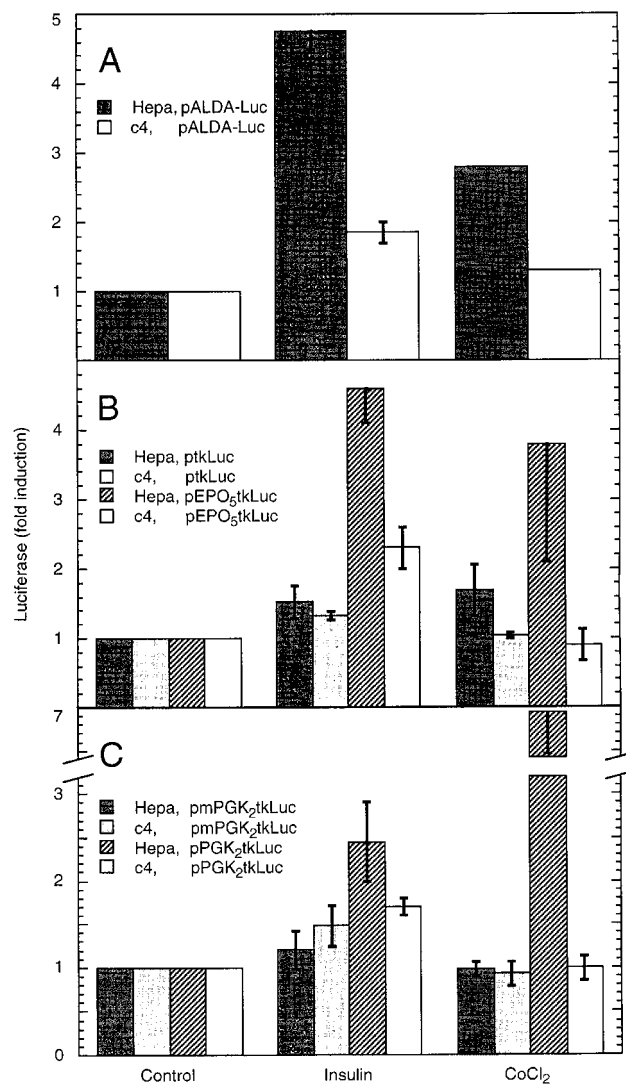 5
A
4
Hepa, pALDA-Luc
c4, pALDA-Luc
3
2
1
B
4
Hepa, ptkLuc
c4, ptkLuc
3
Hepa, pEPO5tkLuc
c4, pEPO5tkLuc
2
1
Luciferase (fold induction)
7
C
3
Hepa, pmPGK2tkLuc
c4, pmPGK2tkLuc
Hepa, pPGK2tkLuc
2
c4, pPGK2tkLuc
1
0
Control Insulin CoCl2